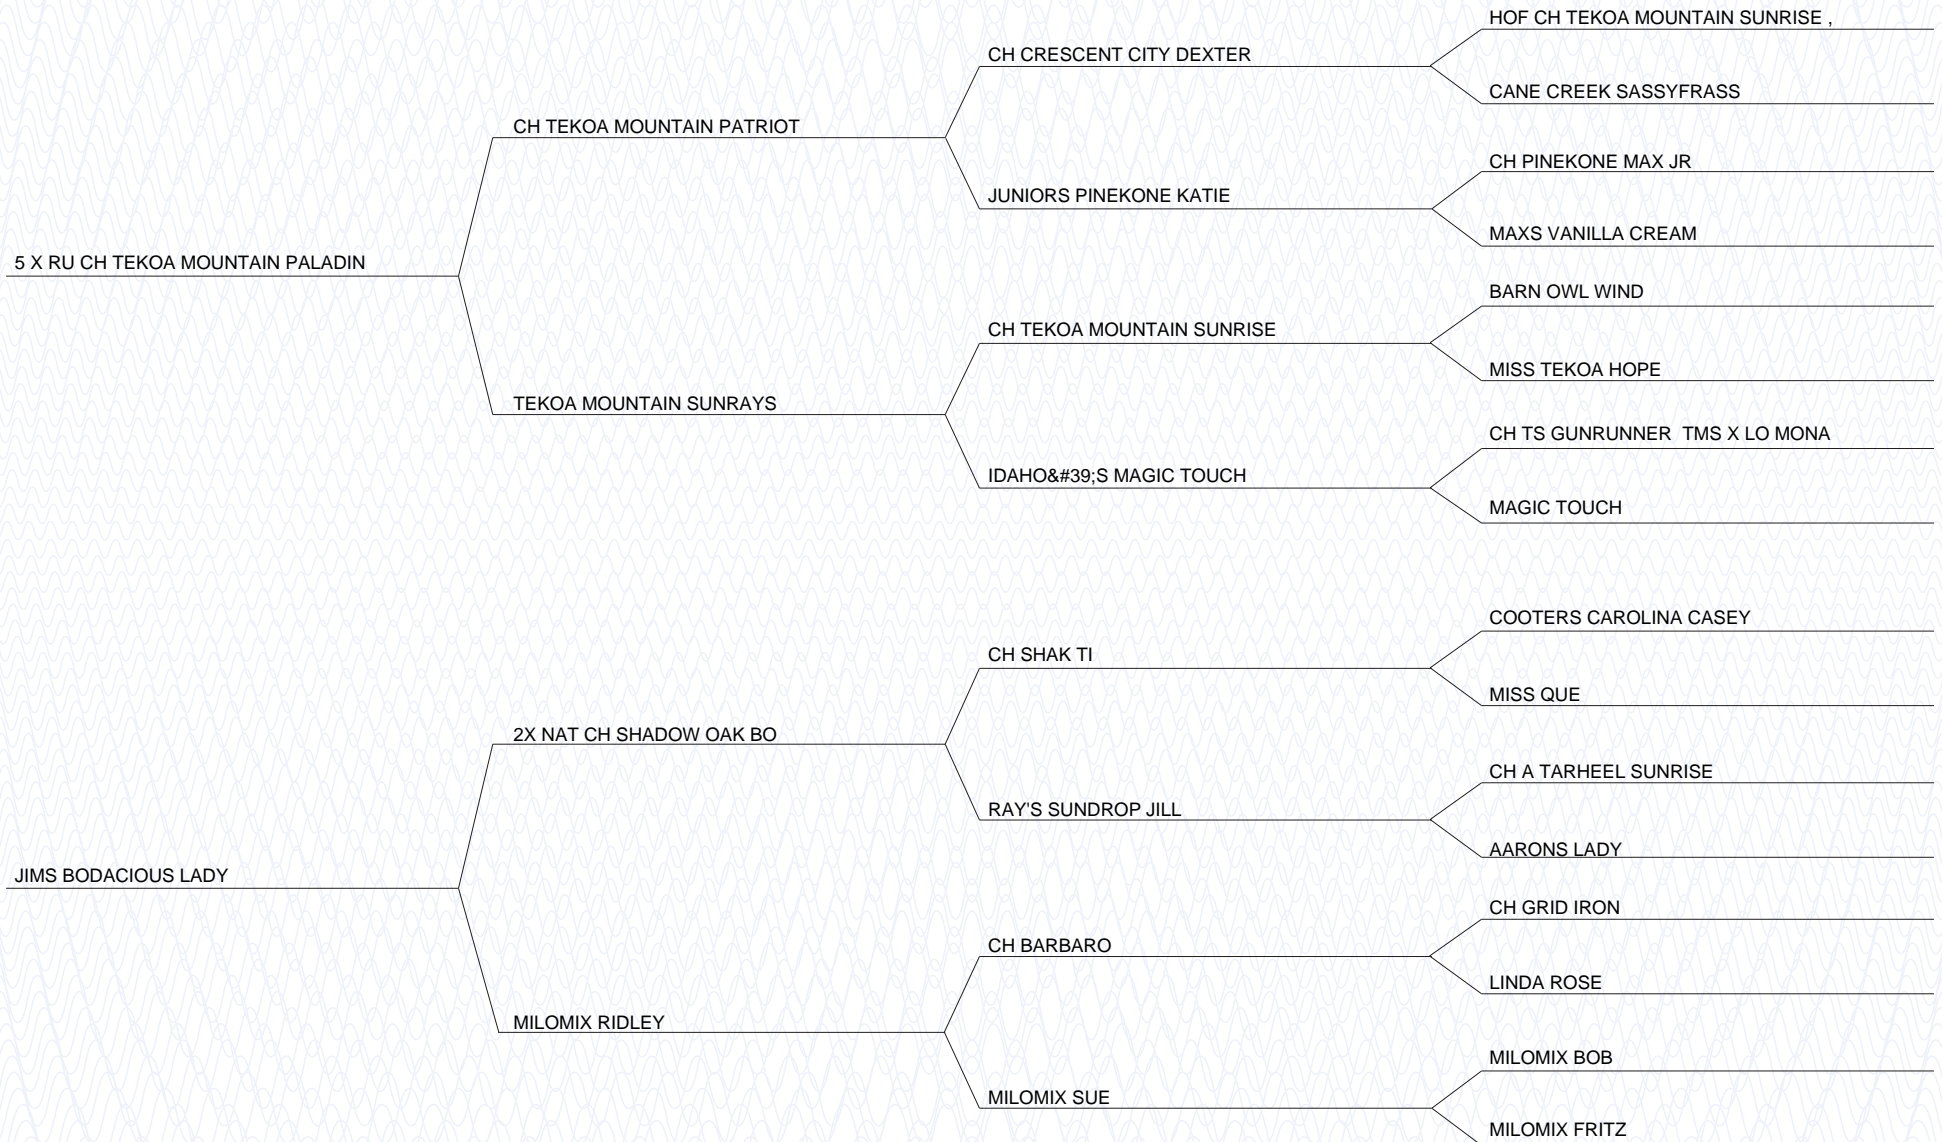 HOF CH TEKOA MOUNTAIN SUNRISE ,
CH CRESCENT CITY DEXTER
CANE CREEK SASSYFRASS
CH TEKOA MOUNTAIN PATRIOT
CH PINEKONE MAX JR
JUNIORS PINEKONE KATIE
MAXS VANILLA CREAM
5 X RU CH TEKOA MOUNTAIN PALADIN
BARN OWL WIND
CH TEKOA MOUNTAIN SUNRISE
MISS TEKOA HOPE
TEKOA MOUNTAIN SUNRAYS
CH TS GUNRUNNER  TMS X LO MONA
IDAHO&#39;S MAGIC TOUCH
MAGIC TOUCH
COOTERS CAROLINA CASEY
CH SHAK TI
MISS QUE
2X NAT CH SHADOW OAK BO
CH A TARHEEL SUNRISE
RAY'S SUNDROP JILL
AARONS LADY
JIMS BODACIOUS LADY
CH GRID IRON
CH BARBARO
LINDA ROSE
MILOMIX RIDLEY
MILOMIX BOB
MILOMIX SUE
MILOMIX FRITZ